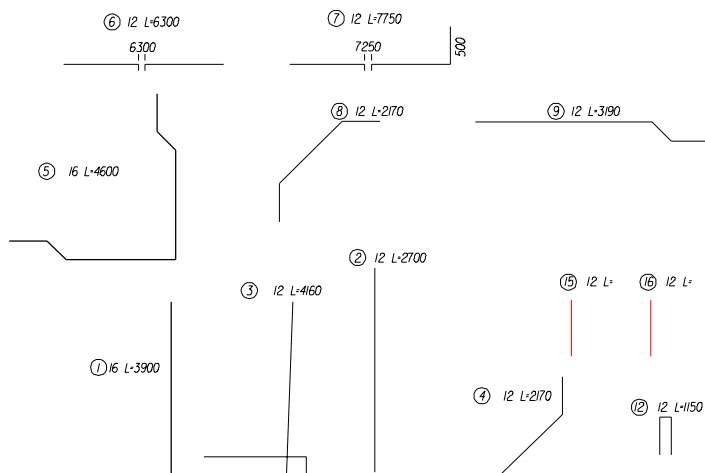 6 12 L=6300
6300
7 12 L=7750
7250
500
8 12 L=2170
9 12 L=3190
5 16 L=4600
2 12 L=2700
3 12 L=4160
15 12 L=
16 12 L=
1 16 L=3900
4 12 L=2170
12 12 L=1150